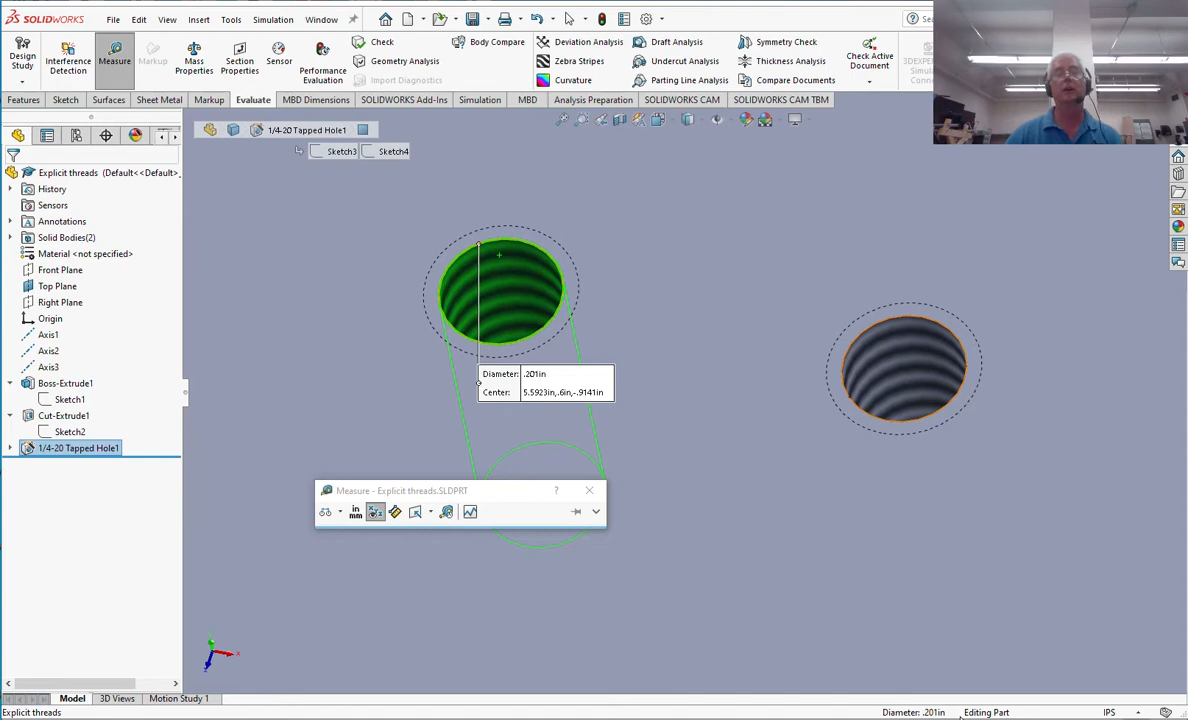 SOLIDWORKS File Edit View Insert Tools Simulation Window
Design Study
Interference Detection
Measure
Markup
Mass Properties
Section Properties
Sensor
Performance Evaluation
Check
Geometry Analysis
Import Diagnostics
Body Compare
Deviation Analysis
Zebra Stripes
Curvature
Draft Analysis
Undercut Analysis
Parting Line Analysis
Symmetry Check
Thickness Analysis
Compare Documents
Check Active Document
Features Sketch Surfaces Sheet Metal Markup Evaluate MBD Dimensions SOLIDWORKS Add-Ins Simulation MBD Analysis Preparation SOLIDWORKS CAM SOLIDWORKS CAM TBM
1/4-20 Tapped Hole1
Sketch3 Sketch4
Explicit threads (Default<<Default>_
History
Sensors
Annotations
Solid Bodies(2)
Material <not specified>
Front Plane
Top Plane
Right Plane
Origin
Axis1
Axis2
Axis3
Boss-Extrude1
Sketch1
Cut-Extrude1
Sketch2
1/4-20 Tapped Hole1
Diameter: .201in
Center: 5.5923in,.6in,-.9141in
Measure - Explicit threads.SLDPRT ?
in
mm
Model 3D Views Motion Study 1
Explicit threads Diameter: .201in Editing Part IPS